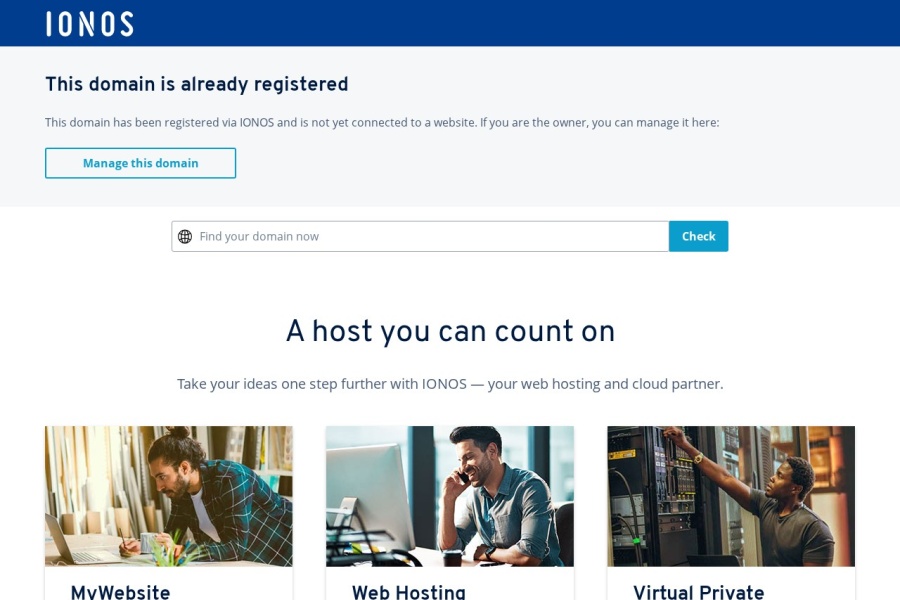 IONOS
This domain is already registered
This domain has been registered via IONOS and is not yet connected to a website. If you are the owner, you can manage it here:
Manage this domain
Find your domain now
Check
A host you can count on
Take your ideas one step further with IONOS — your web hosting and cloud partner.
MyWebsite
Web Hosting
Virtual Private